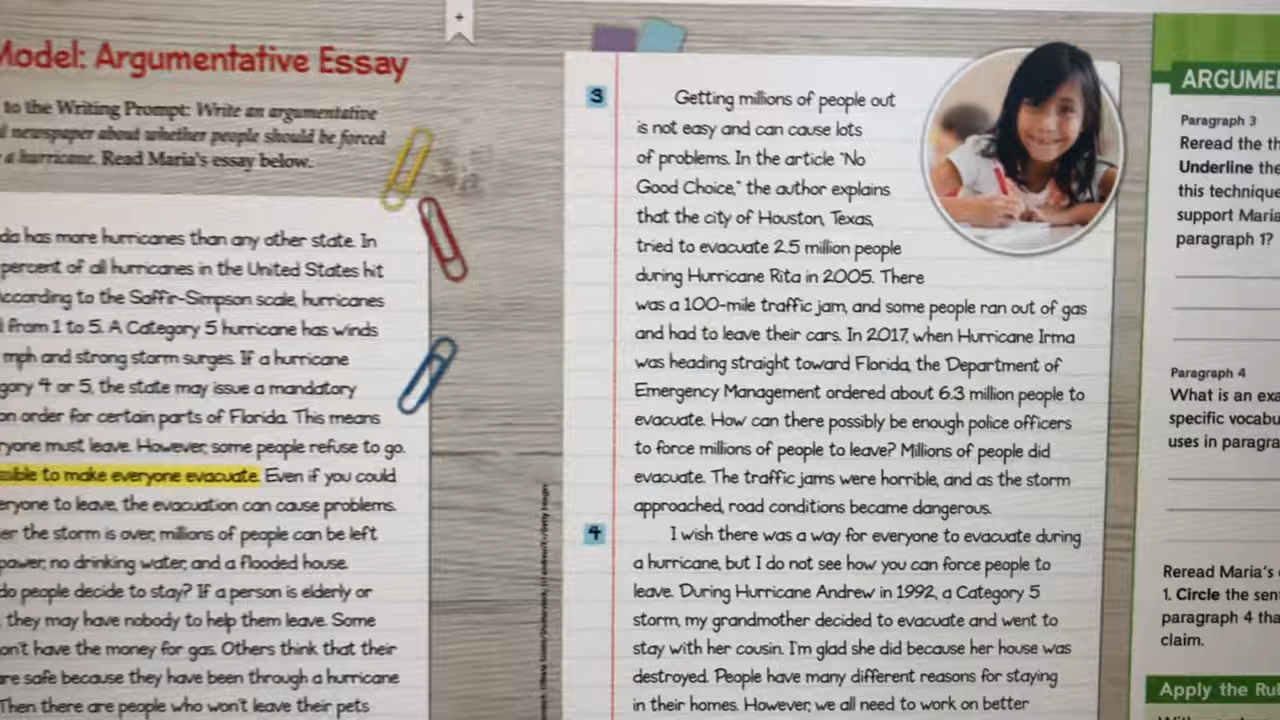 Model: Argumentative Essay
to the Writing Prompt: Write an argumentative
newspaper about whether people should be forced
a hurricane. Read Maria's essay below.
has more hurricanes than any other state. In
percent of all hurricanes in the United States hit
According to the Saffir-Simpson scale, hurricanes
from 1 to 5. A Category 5 hurricane has winds
mph and strong storm surges. If a hurricane
4 or 5, the state may issue a mandatory
order for certain parts of Florida. This means
must leave. However, some people refuse to go.
to make everyone evacuate. Even if you could
to leave, the evacuation can cause problems.
the storm is over, millions of people can be left
power, no drinking water, and a flooded house.
do people decide to stay? If a person is elderly or
they may have nobody to help them leave. Some
don't have the money for gas. Others think that their
are safe because they have been through a hurricane
Then there are people who won't leave their pets
3
Getting millions of people out
is not easy and can cause lots
of problems. In the article "No
Good Choice," the author explains
that the city of Houston, Texas,
tried to evacuate 2.5 million people
during Hurricane Rita in 2005. There
was a 100-mile traffic jam, and some people ran out of gas
and had to leave their cars. In 2017, when Hurricane Irma
was heading straight toward Florida, the Department of
Emergency Management ordered about 6.3 million people to
evacuate. How can there possibly be enough police officers
to force millions of people to leave? Millions of people did
evacuate. The traffic jams were horrible, and as the storm
approached, road conditions became dangerous.
4
I wish there was a way for everyone to evacuate during
a hurricane, but I do not see how you can force people to
leave. During Hurricane Andrew in 1992, a Category 5
storm, my grandmother decided to evacuate and went to
stay with her cousin. I'm glad she did because her house was
destroyed. People have many different reasons for staying
in their homes. However, we all need to work on better
ARGUME
Paragraph 3
Reread the th
Underline the
this technique
support Maria
paragraph 1?
Paragraph 4
What is an exa
specific vocabu
uses in paragra
Reread Maria's
1. Circle the sen
paragraph 4 tha
claim.
Apply the Rul